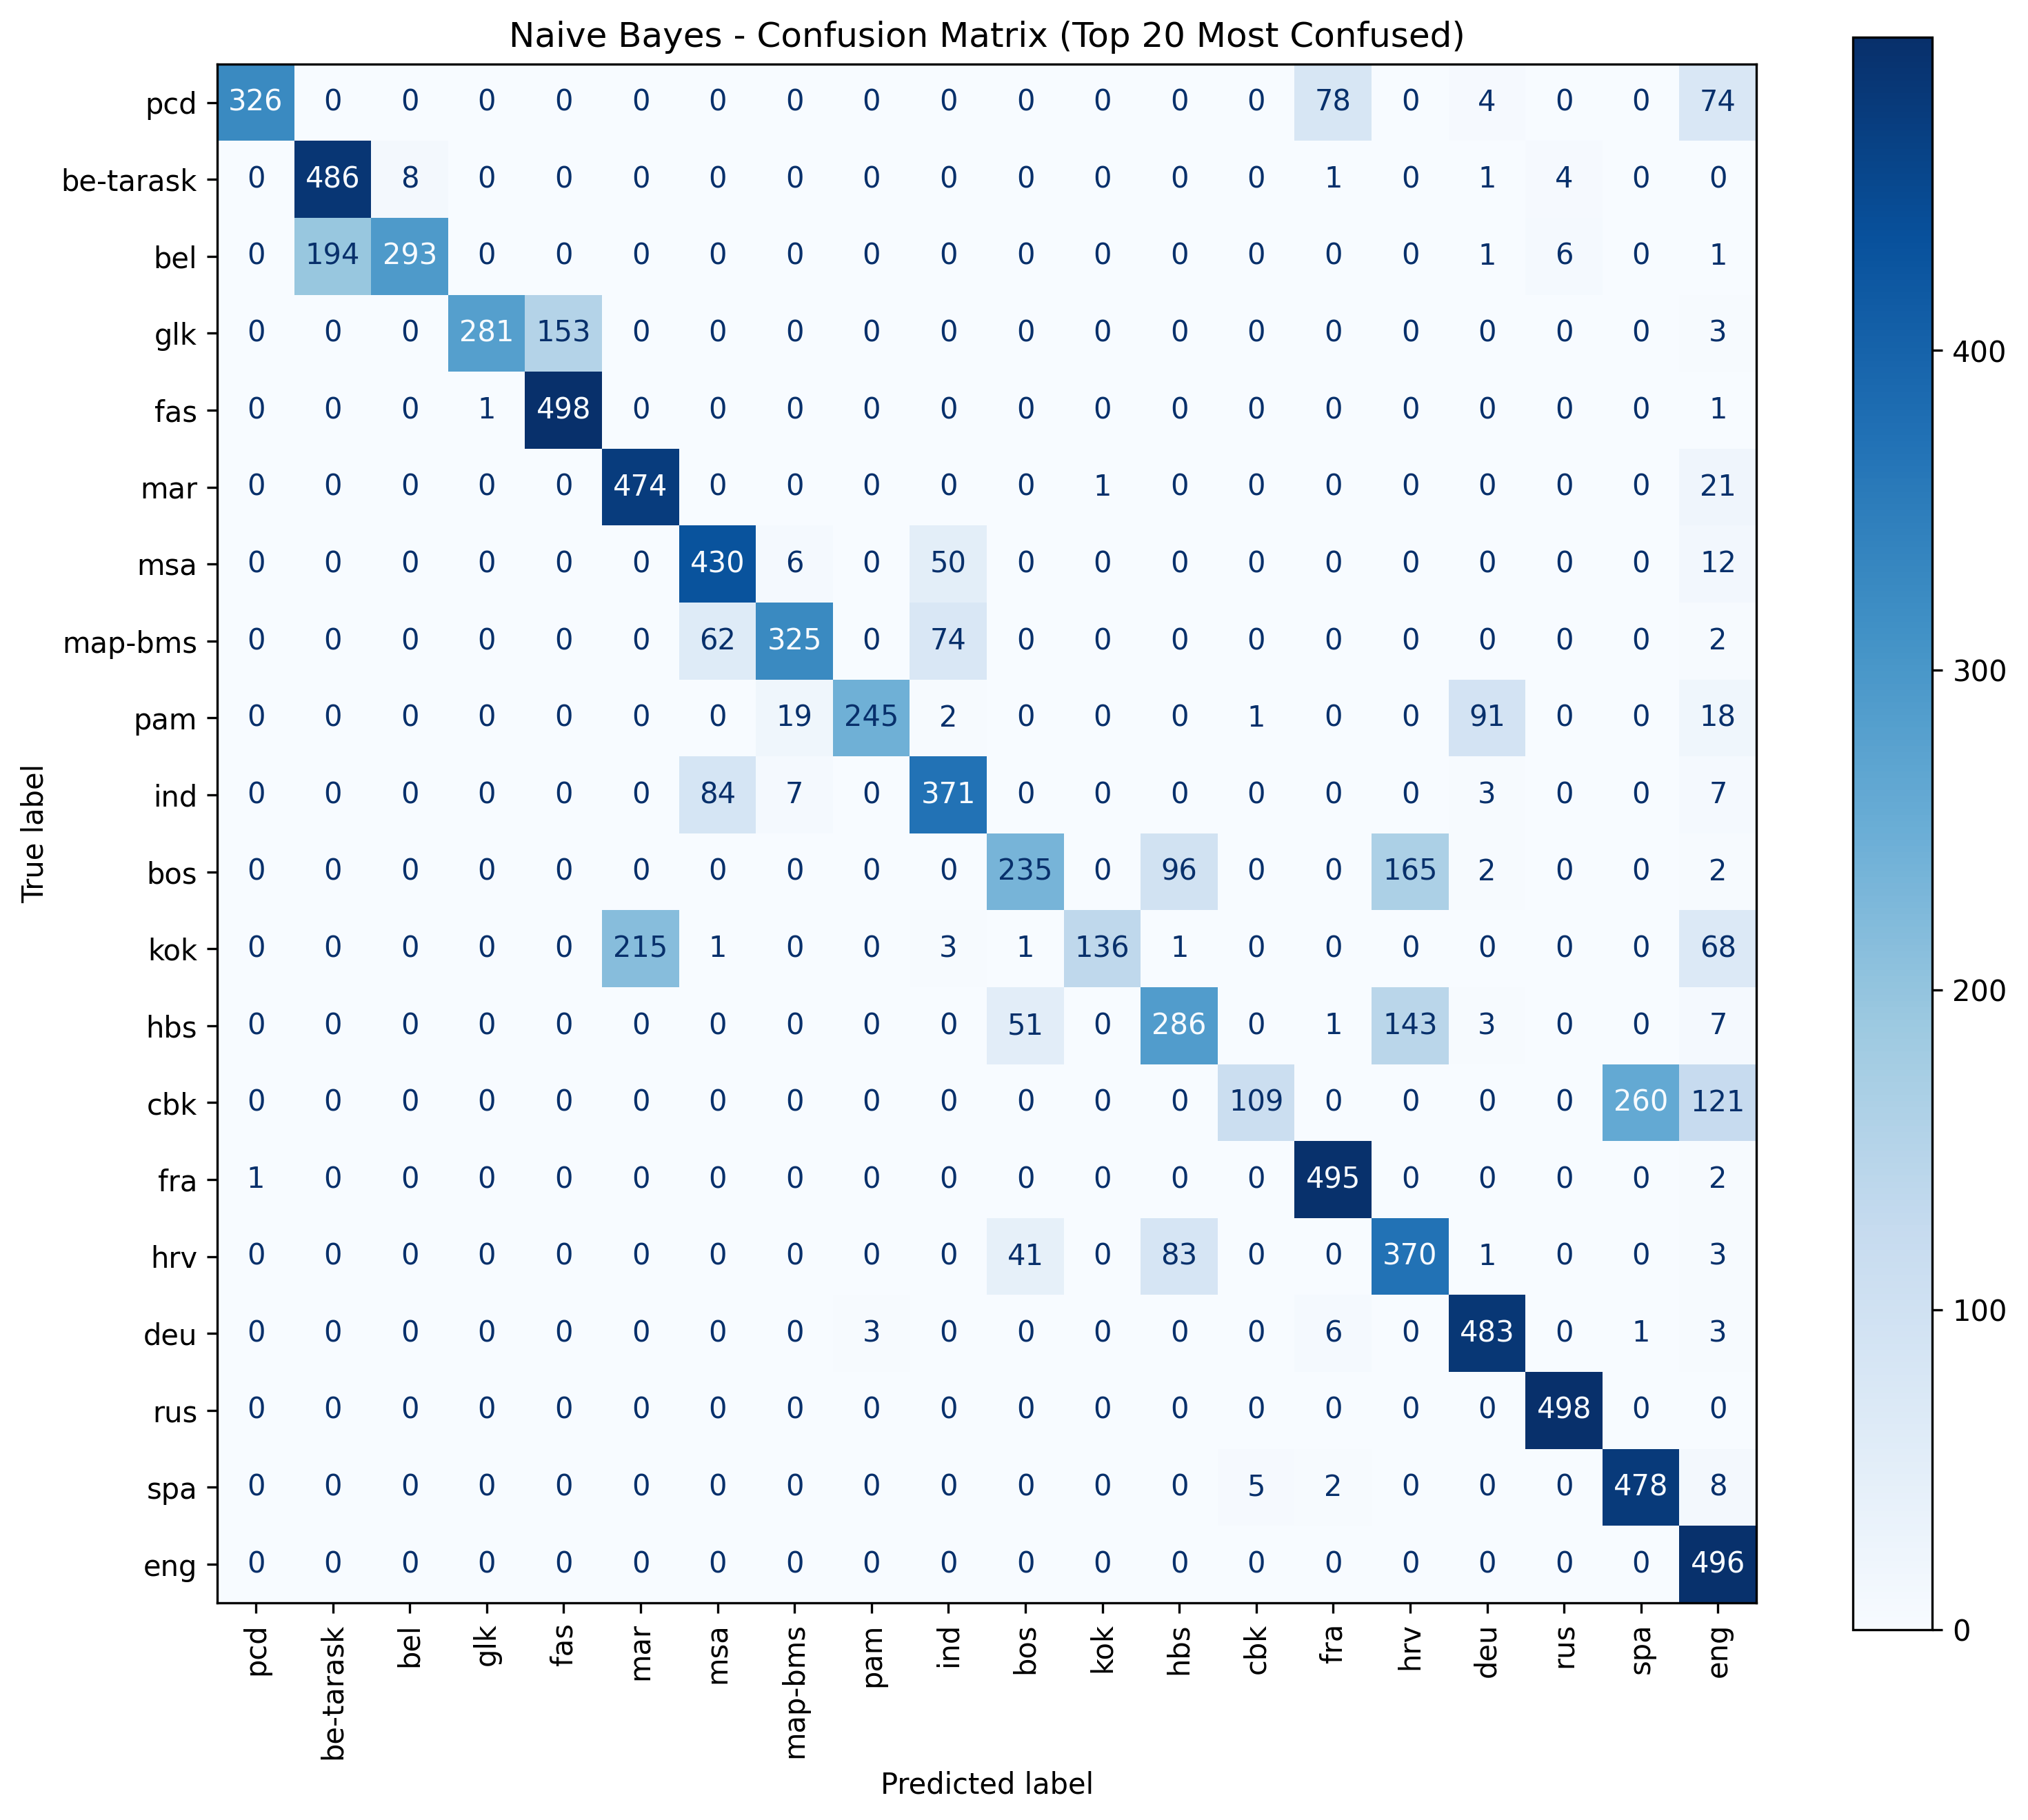 Naive Bayes - Confusion Matrix (Top 20 Most Confused)
pcd 326 0 0 0 0 0 0 0 0 0 0 0 0 0 78 0 4 0 0 74
be-tarask 0 486 8 0 0 0 0 0 0 0 0 0 0 0 1 0 1 4 0 0
bel 0 194 293 0 0 0 0 0 0 0 0 0 0 0 0 0 1 6 0 1
glk 0 0 0 281 153 0 0 0 0 0 0 0 0 0 0 0 0 0 0 3
fas 0 0 0 1 498 0 0 0 0 0 0 0 0 0 0 0 0 0 0 1
mar 0 0 0 0 0 474 0 0 0 0 0 1 0 0 0 0 0 0 0 21
msa 0 0 0 0 0 0 430 6 0 50 0 0 0 0 0 0 0 0 0 12
map-bms 0 0 0 0 0 0 62 325 0 74 0 0 0 0 0 0 0 0 0 2
pam 0 0 0 0 0 0 0 19 245 2 0 0 0 1 0 0 91 0 0 18
ind 0 0 0 0 0 0 84 7 0 371 0 0 0 0 0 0 3 0 0 7
bos 0 0 0 0 0 0 0 0 0 0 235 0 96 0 0 165 2 0 0 2
kok 0 0 0 0 0 215 1 0 0 3 1 136 1 0 0 0 0 0 0 68
hbs 0 0 0 0 0 0 0 0 0 0 51 0 286 0 1 143 3 0 0 7
cbk 0 0 0 0 0 0 0 0 0 0 0 0 0 109 0 0 0 0 260 121
fra 1 0 0 0 0 0 0 0 0 0 0 0 0 0 495 0 0 0 0 2
hrv 0 0 0 0 0 0 0 0 0 0 41 0 83 0 0 370 1 0 0 3
deu 0 0 0 0 0 0 0 0 3 0 0 0 0 0 6 0 483 0 1 3
rus 0 0 0 0 0 0 0 0 0 0 0 0 0 0 0 0 0 498 0 0
spa 0 0 0 0 0 0 0 0 0 0 0 0 0 5 2 0 0 0 478 8
eng 0 0 0 0 0 0 0 0 0 0 0 0 0 0 0 0 0 0 0 496
True label
pcd be-tarask bel glk fas mar msa map-bms pam ind bos kok hbs cbk fra hrv deu rus spa eng
Predicted label
400
300
200
100
0